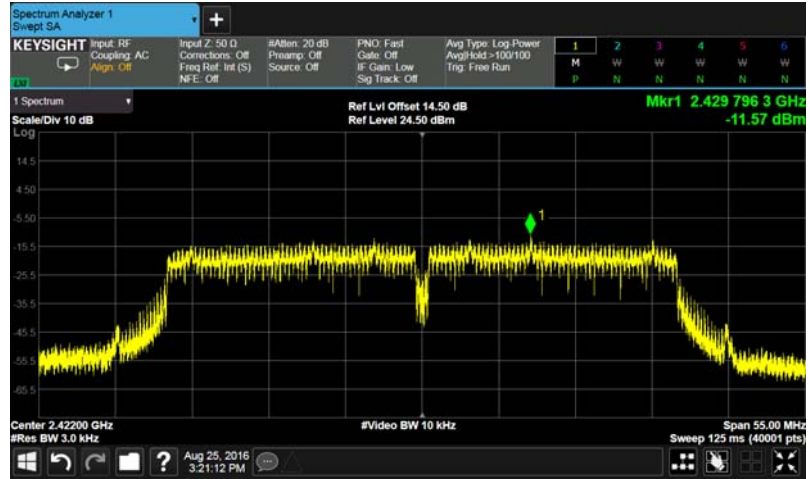 Spectrum Analyzer 1
Swept SA
+
KEYSIGHT
Input: RF
Coupling: AC
Align: Off
Input Z: 50 Ω
Corrections: Off
Freq Ref: Int (S)
NFE: Off
#Atten: 20 dB
Preamp: Off
Source: Off
PNO: Fast
Gate: Off
IF Gain: Low
Sig Track: Off
Avg Type: Log-Power
Avg|Hold:>100/100
Trig: Free Run
1 2 3 4 5 6
M W W W W W
P N N N N N
1 Spectrum
Scale/Div 10 dB
Ref Lvl Offset 14.50 dB
Ref Level 24.50 dBm
Mkr1 2.429 796 3 GHz
-11.57 dBm
Log
14.5
4.50
-5.50
1
-15.5
-25.5
-35.5
-45.5
-55.5
-65.5
Center 2.42200 GHz
#Video BW 10 kHz
Span 55.00 MHz
#Res BW 3.0 kHz
Sweep 125 ms (40001 pts)
?
Aug 25, 2016
3:21:12 PM